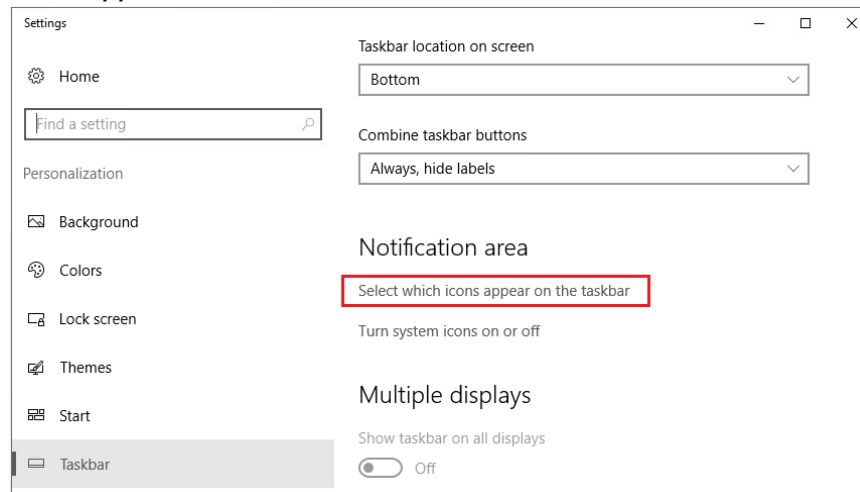 Settings
Home
Find a setting
Personalization
Background
Colors
Lock screen
Themes
Start
Taskbar
Taskbar location on screen
Bottom
Combine taskbar buttons
Always, hide labels
Notification area
Select which icons appear on the taskbar
Turn system icons on or off
Multiple displays
Show taskbar on all displays
Off